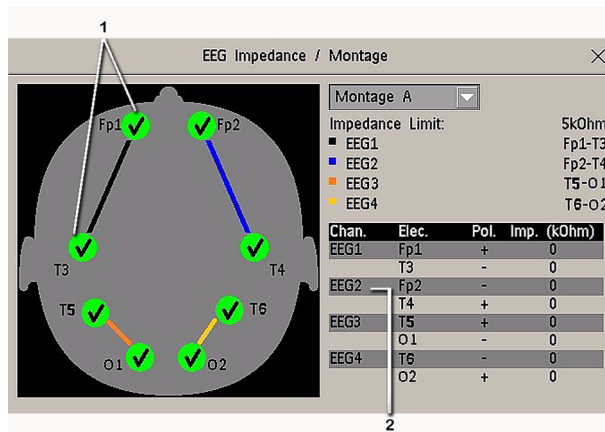 1
EEG Impedance / Montage
Fp1
Fp2
T3
T4
T5
T6
O1
O2
Montage A
Impedance Limit: 5kOhm
EEG1 Fp1-T3
EEG2 Fp2-T4
EEG3 T5-O1
EEG4 T6-O2
Chan. Elec. Pol. Imp. (kOhm)
EEG1 Fp1 + 0
T3 - 0
EEG2 Fp2 - 0
T4 + 0
EEG3 T5 + 0
O1 - 0
EEG4 T6 - 0
O2 + 0
2